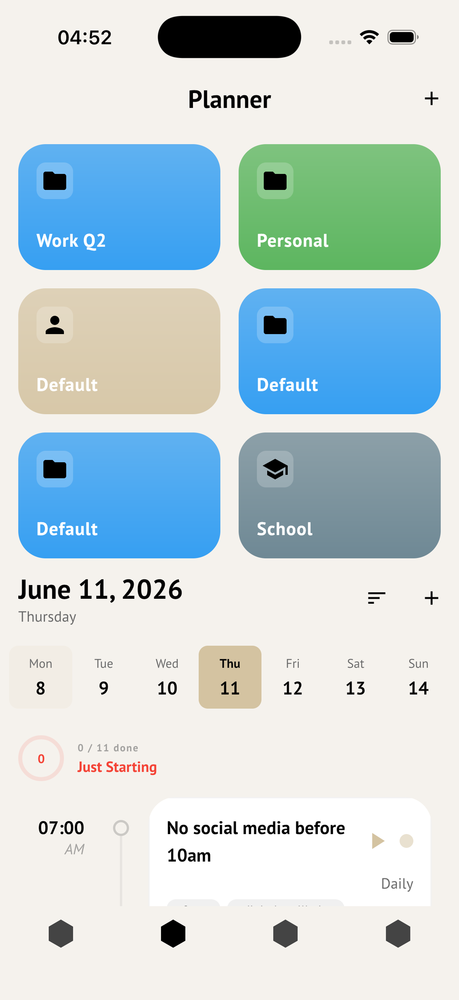 04:52
Planner
Work Q2
Personal
Default
Default
Default
School
June 11, 2026
Thursday
Mon Tue Wed Thu Fri Sat Sun
8 9 10 11 12 13 14
0 / 11 done
0
Just Starting
07:00
AM
No social media before
10am
Daily